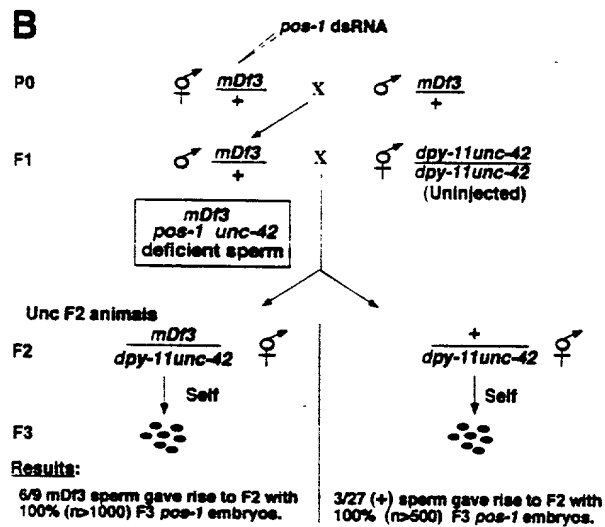 B
pos-1 dsRNA
P0 mDf3 x mDf3
+ +
F1 mDf3 x dpy-11unc-42
+ dpy-11unc-42
(Uninjected)
mDf3
pos-1 unc-42
deficient sperm
Unc F2 animals
F2 mDf3 +
dpy-11unc-42 dpy-11unc-42
Self Self
F3
Results:
6/9 mDf3 sperm gave rise to F2 with
100% (n>1000) F3 pos-1 embryos.
3/27 (+) sperm gave rise to F2 with
100% (n>500) F3 pos-1 embryos.